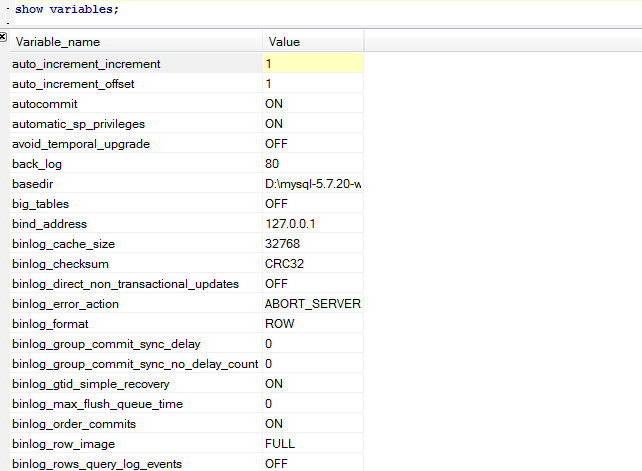 show variables;
Variable_name Value
auto_increment_increment 1
auto_increment_offset 1
autocommit ON
automatic_sp_privileges ON
avoid_temporal_upgrade OFF
back_log 80
basedir D:\mysql-5.7.20-w
big_tables OFF
bind_address 127.0.0.1
binlog_cache_size 32768
binlog_checksum CRC32
binlog_direct_non_transactional_updates OFF
binlog_error_action ABORT_SERVER
binlog_format ROW
binlog_group_commit_sync_delay 0
binlog_group_commit_sync_no_delay_count 0
binlog_gtid_simple_recovery ON
binlog_max_flush_queue_time 0
binlog_order_commits ON
binlog_row_image FULL
binlog_rows_query_log_events OFF